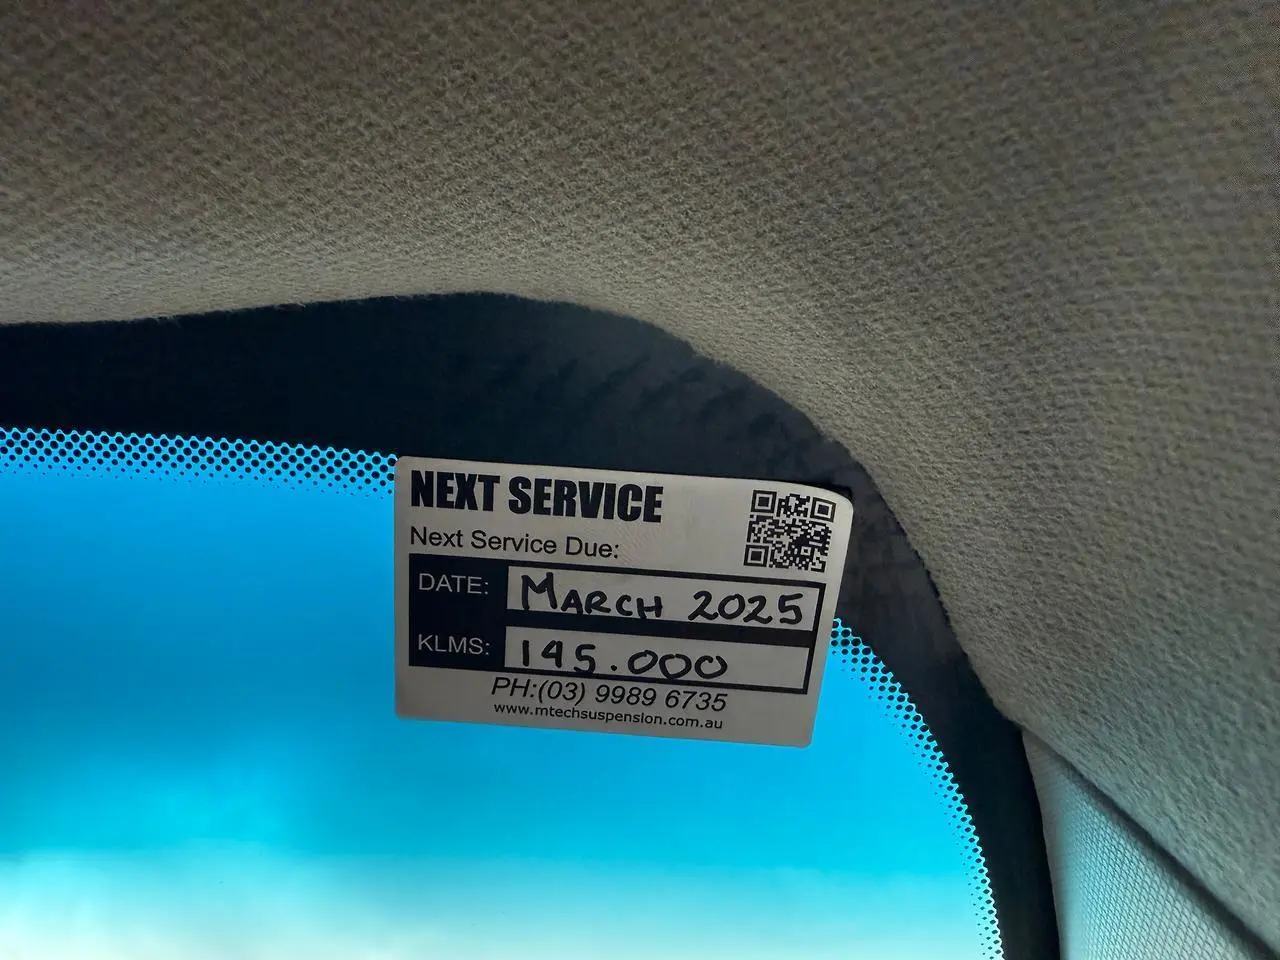 NEXT SERVICE
Next Service Due:
DATE: MARCH 2025
KLMS: 145.000
PH:(03) 9989 6735
www.mtechsuspension.com.au